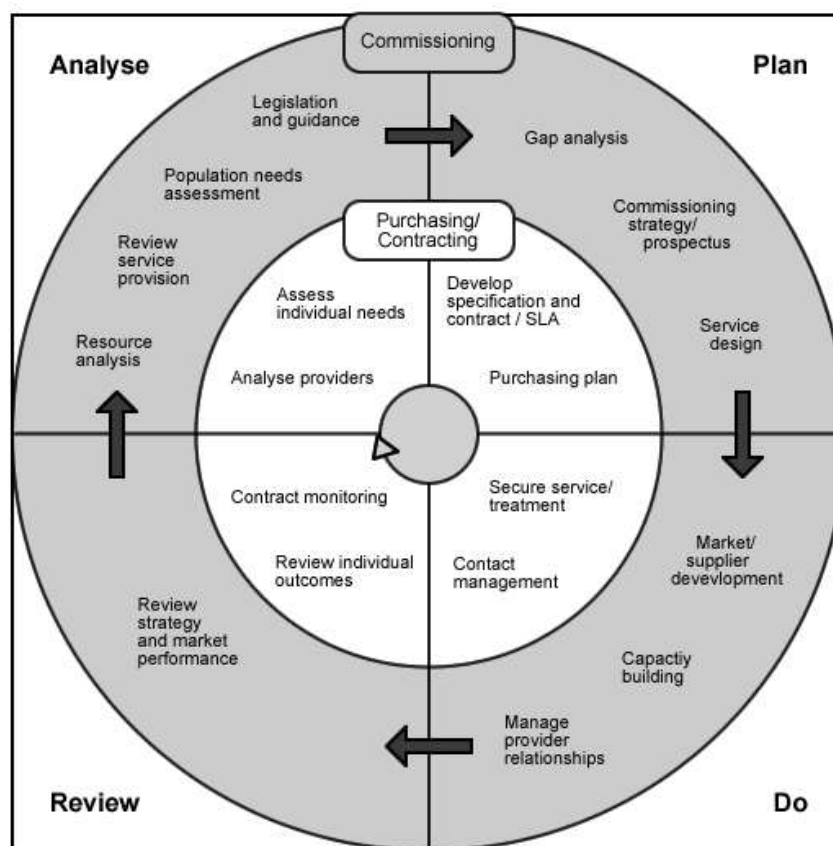 Analyse
Commissioning
Plan
Legislation
and guidance
Population needs
assessment
Review
service
provision
Resource
analysis
Gap analysis
Commissioning
strategy/
prospectus
Service
design
Purchasing/
Contracting
Assess
individual needs
Analyse providers
Develop
specification and
contract / SLA
Purchasing plan
Contract monitoring
Review individual
outcomes
Secure service/
treatment
Contact
management
Review
strategy
and market
performance
Market/
supplier
devevlopment
Capactiy
building
Manage
provider
relationships
Review
Do